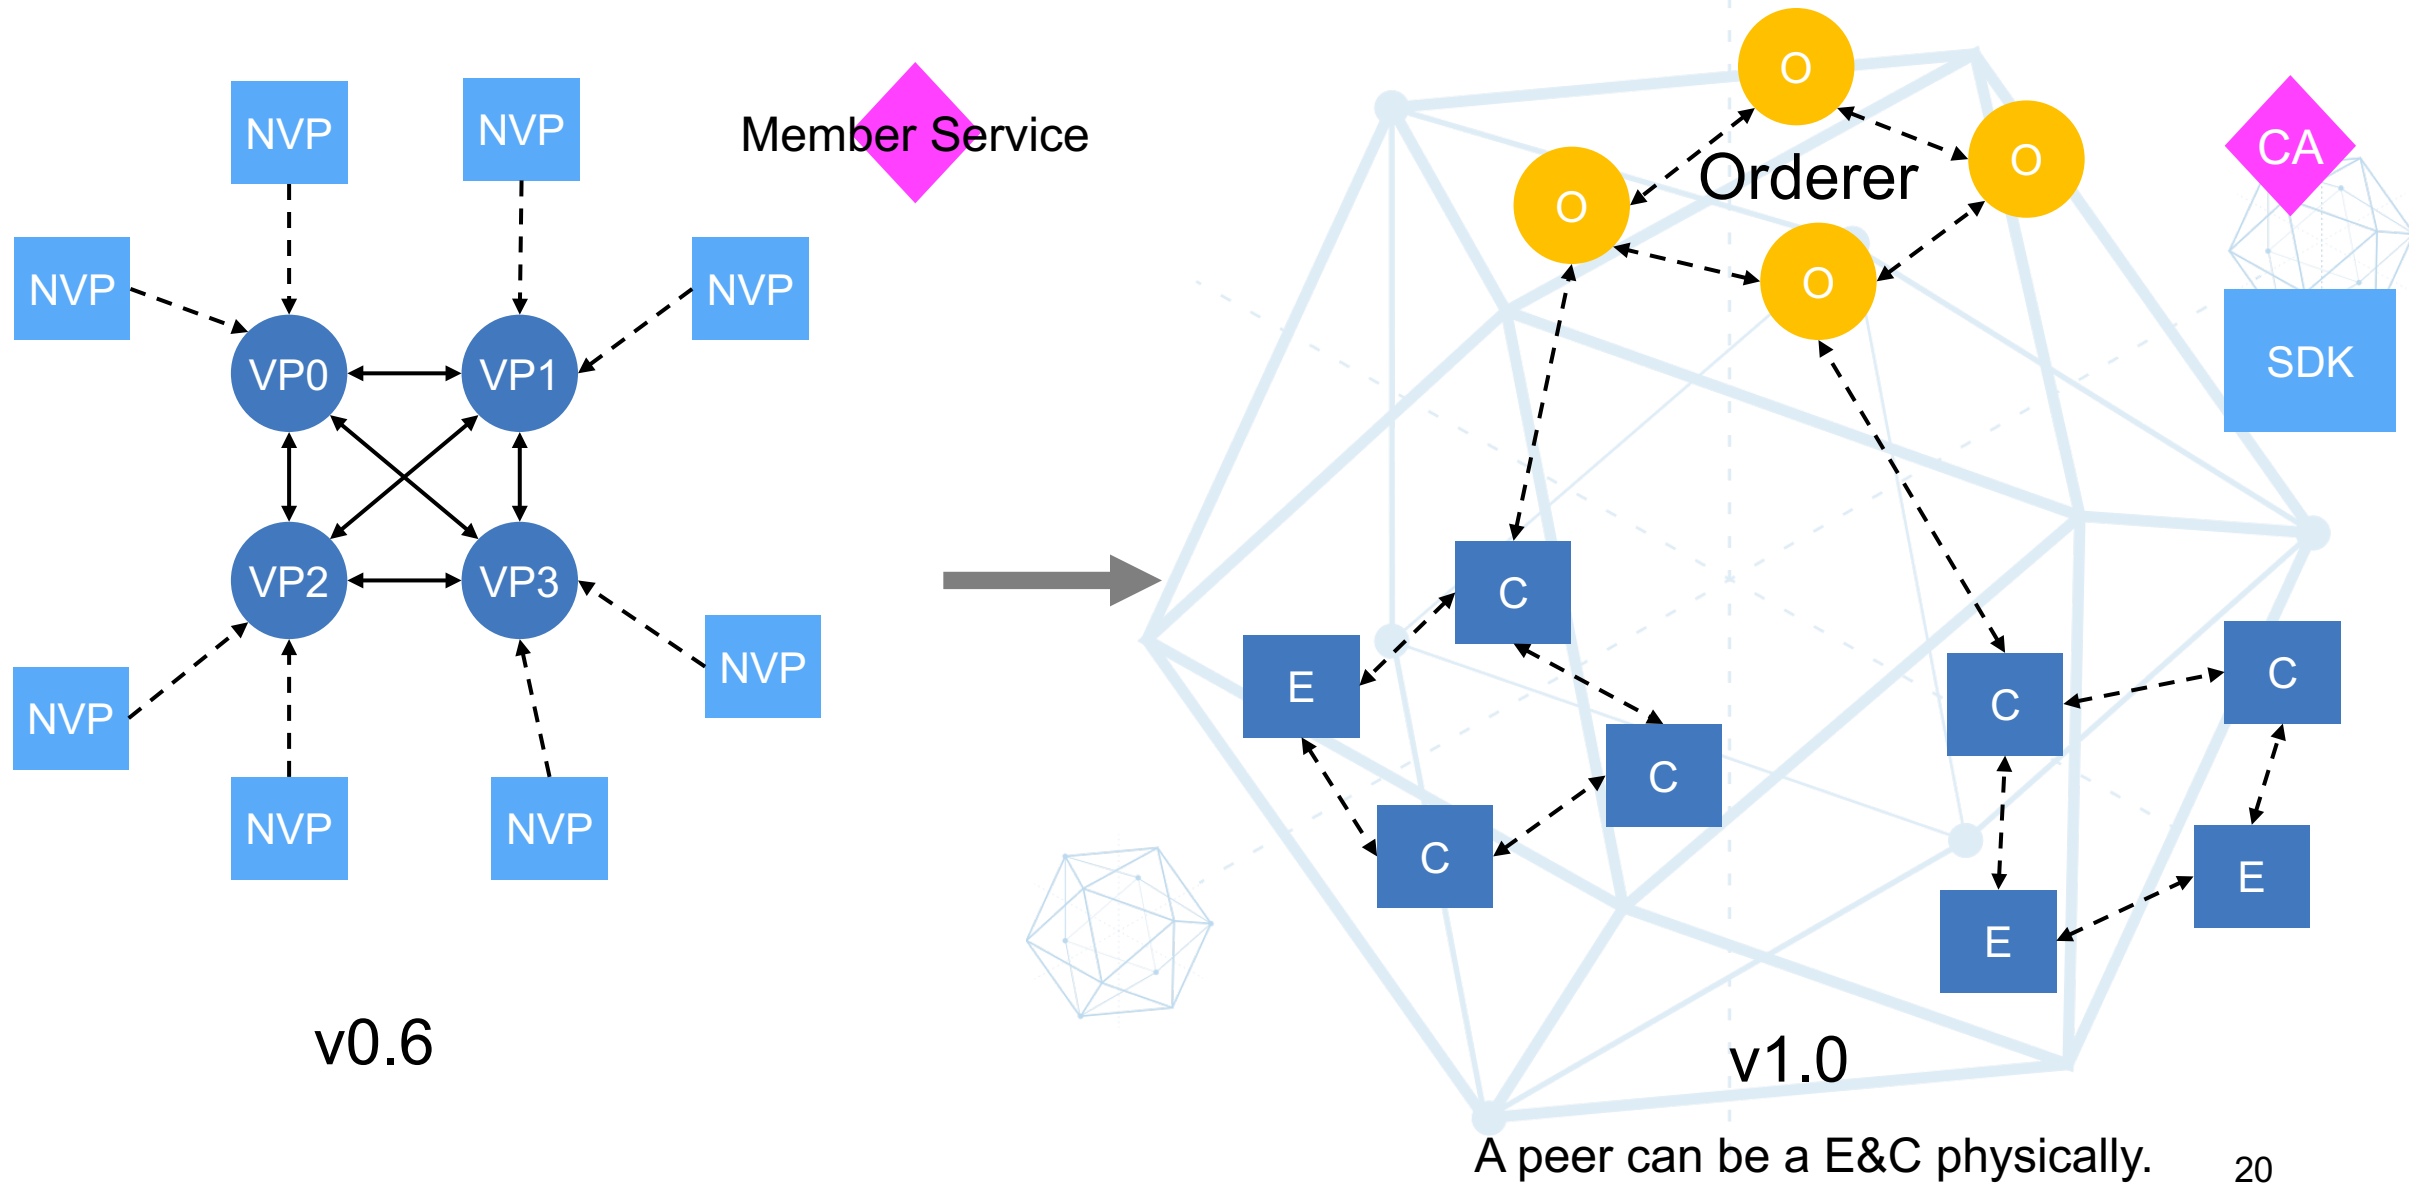 NVP
NVP
Member Service
NVP
NVP
VP0
VP1
VP2
VP3
NVP
NVP
NVP
NVP
v0.6
O
O
Orderer
O
O
CA
SDK
C
E
C
C
C
C
E
E
v1.0
A peer can be a E&C physically.
20